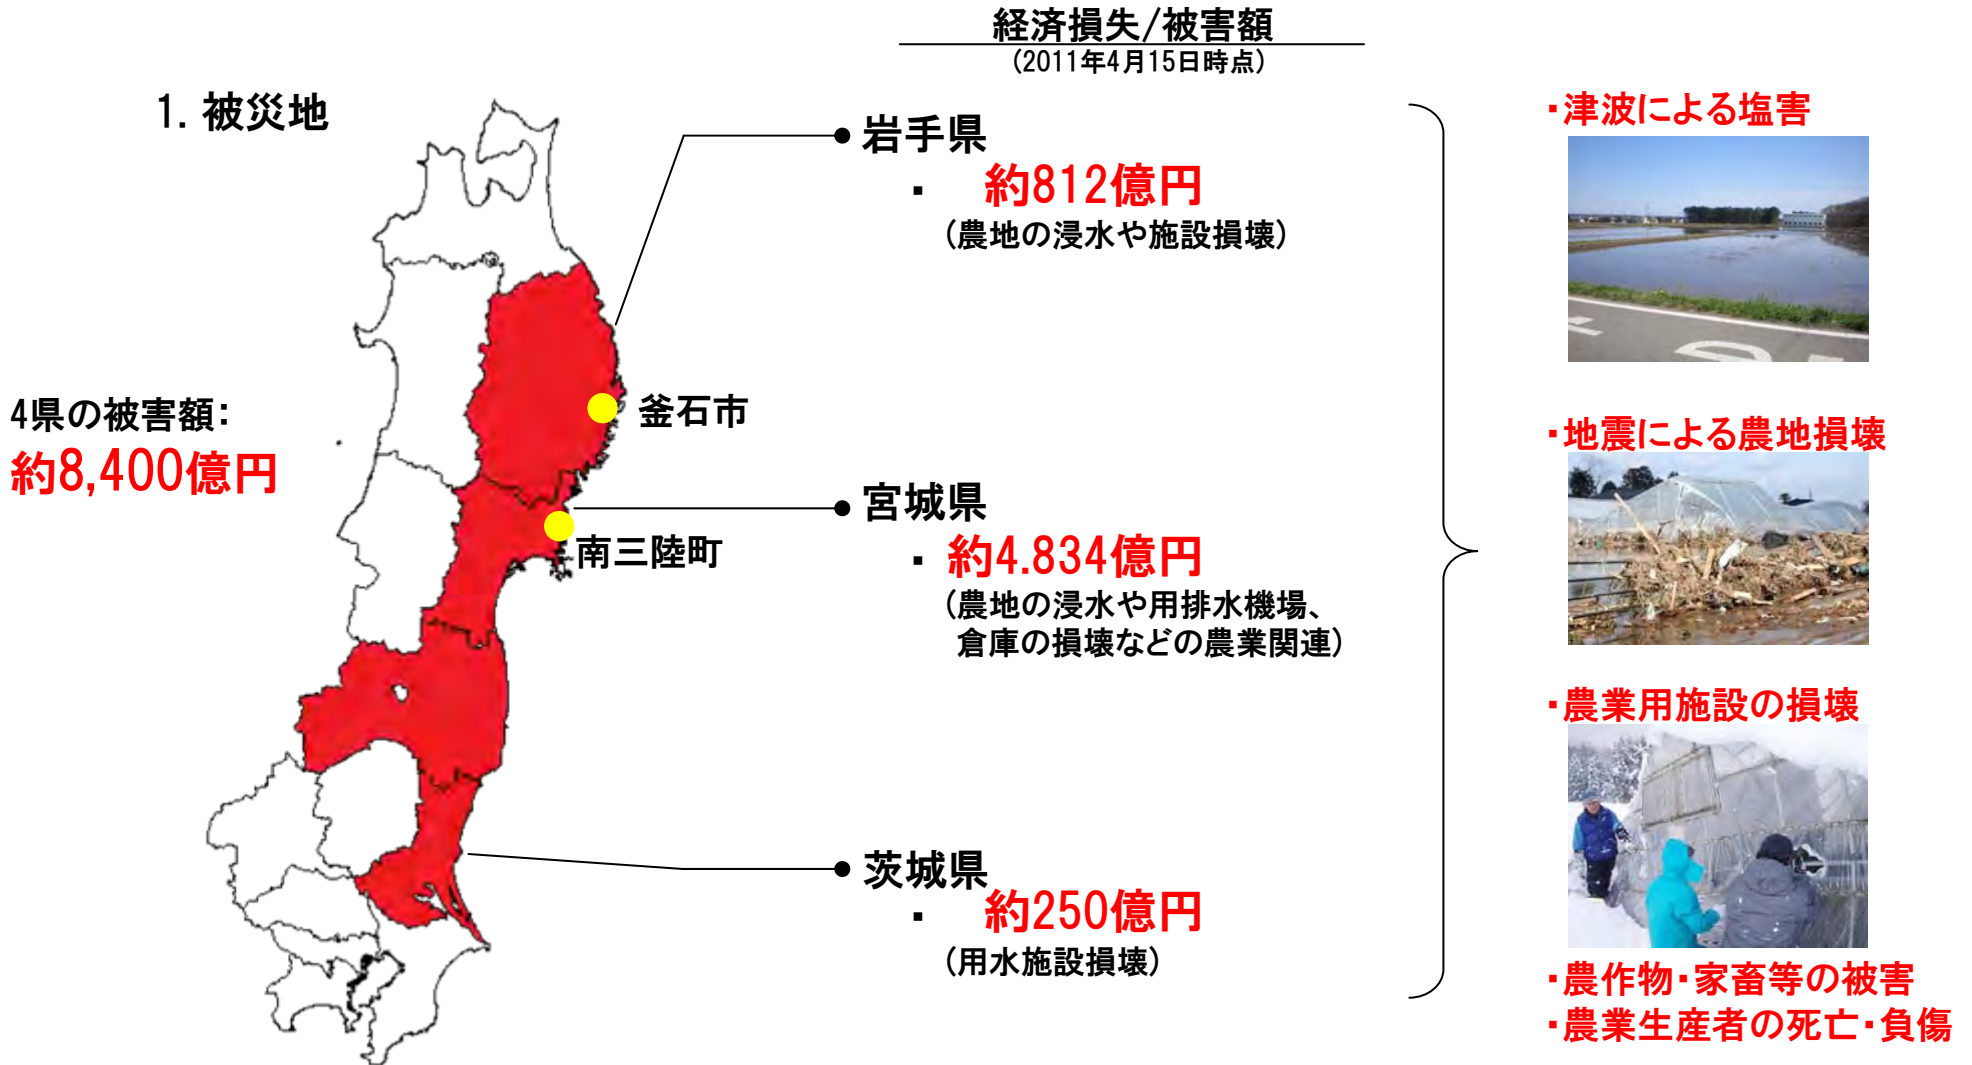 経済損失/被害額
(2011年4月15日時点)
1. 被災地
4県の被害額:
約8,400億円
釜石市
南三陸町
岩手県
▪ 約812億円
(農地の浸水や施設損壊)
宮城県
▪ 約4.834億円
(農地の浸水や用排水機場、
倉庫の損壊などの農業関連)
茨城県
▪ 約250億円
(用水施設損壊)
▪津波による塩害
▪地震による農地損壊
▪農業用施設の損壊
▪農作物・家畜等の被害
▪農業生産者の死亡・負傷